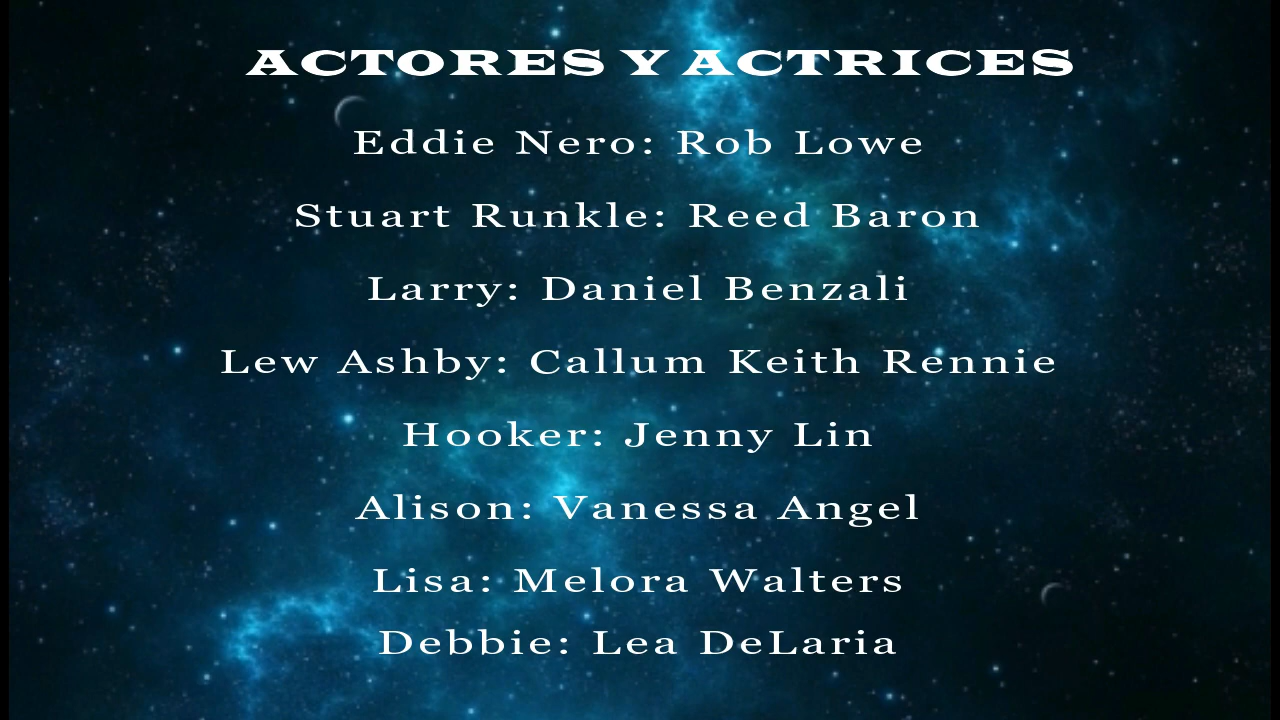 ACTORES Y ACTRICES
Eddie Nero: Rob Lowe
Stuart Runkle: Reed Baron
Larry: Daniel Benzali
Lew Ashby: Callum Keith Rennie
Hooker: Jenny Lin
Alison: Vanessa Angel
Lisa: Melora Walters
Debbie: Lea DeLaria